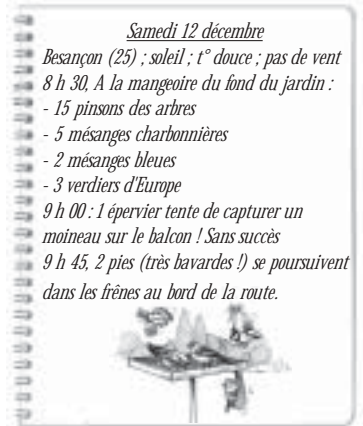 Samedi 12 décembre
Besançon (25) ; soleil ; t° douce ; pas de vent
8 h 30, A la mangeoire du fond du jardin :
- 15 pinsons des arbres
- 5 mésanges charbonnières
- 2 mésanges bleues
- 3 verdiers d'Europe
9 h 00 : 1 épervier tente de capturer un
moineau sur le balcon ! Sans succès
9 h 45, 2 pies (très bavardes !) se poursuivent
dans les frênes au bord de la route.